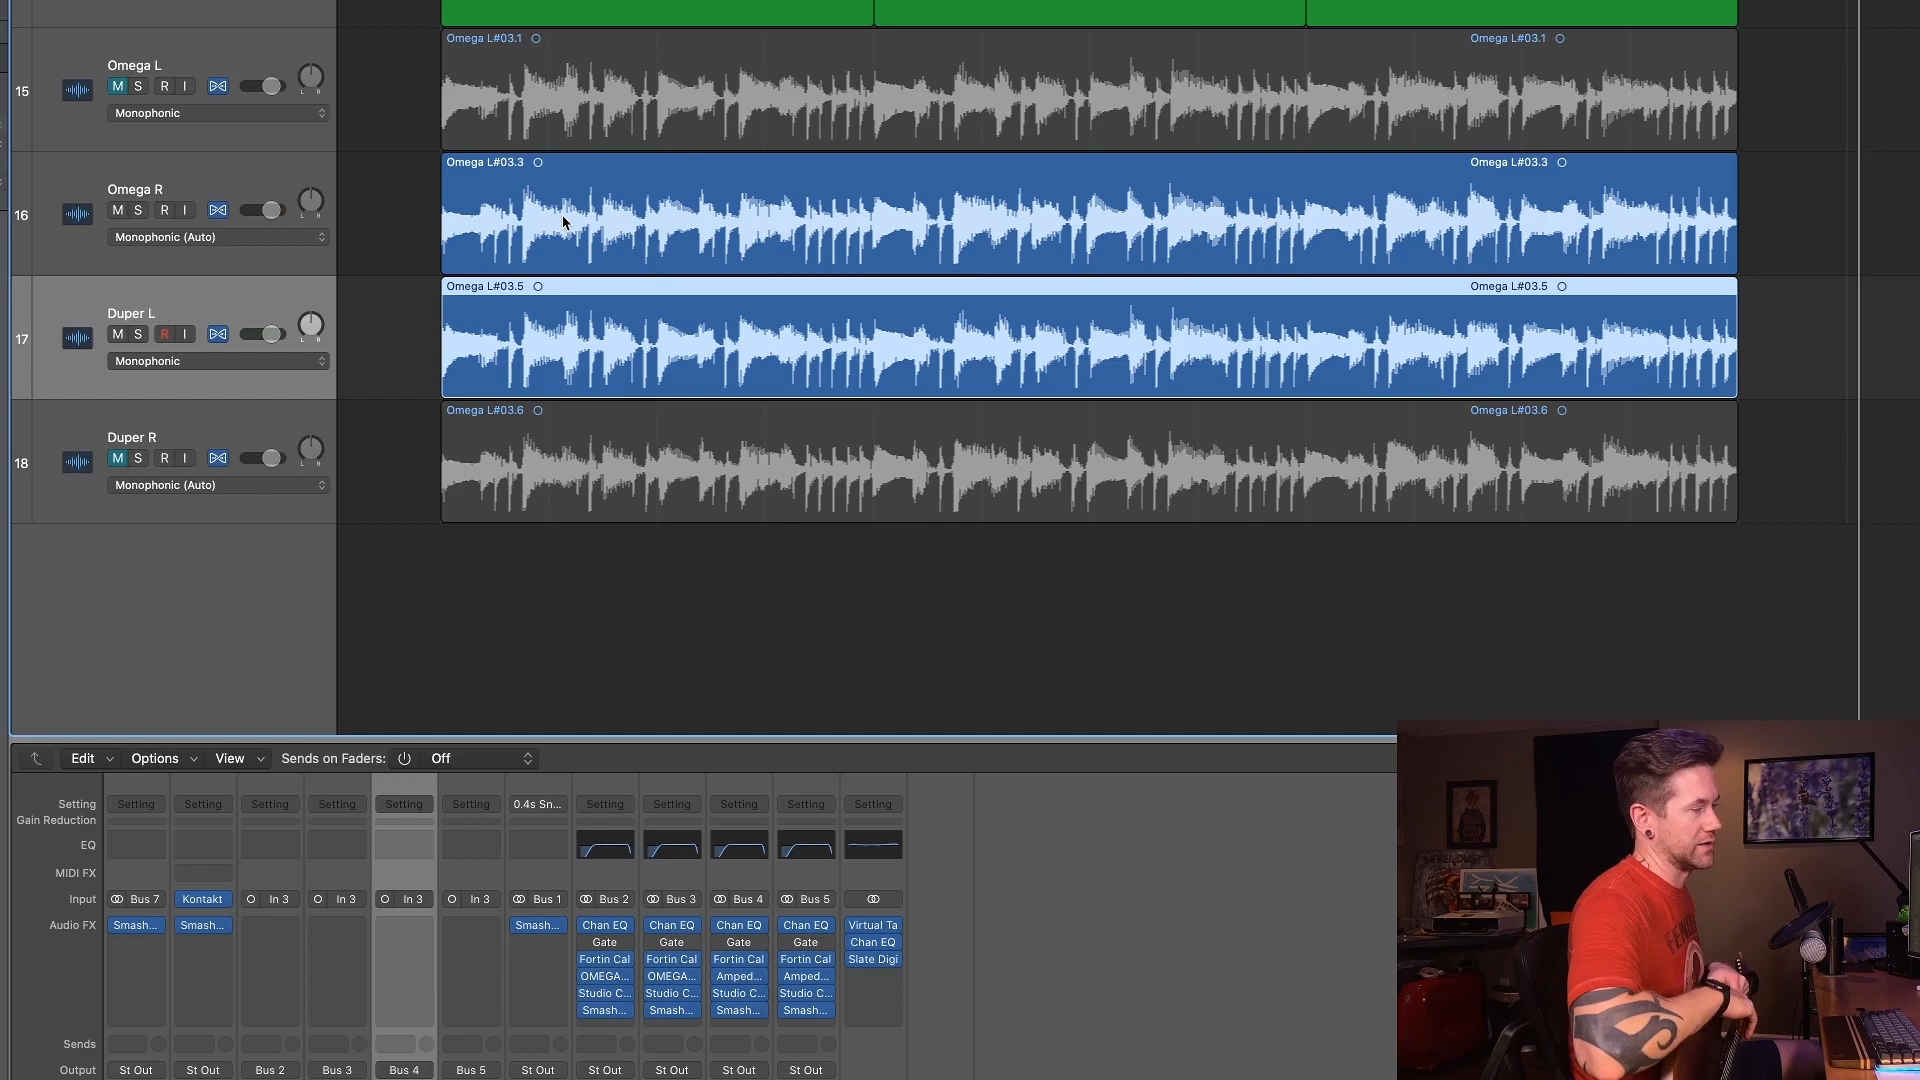 Omega L#03.1 Omega L#03.1
15 Omega L
M S R I
L R
Monophonic
Omega L#03.3 Omega L#03.3
16 Omega R
M S R I
L R
Monophonic (Auto)
Omega L#03.5 Omega L#03.5
17 Duper L
M S R I
L R
Monophonic
Omega L#03.6 Omega L#03.6
18 Duper R
M S R I
L R
Monophonic (Auto)
Edit Options View Sends on Faders: Off
Setting Setting Setting Setting Setting Setting Setting 0.4s Sn... Setting Setting Setting Setting Setting
Gain Reduction
EQ
MIDI FX
Input Bus 7 Kontakt In 3 In 3 In 3 In 3 Bus 1 Bus 2 Bus 3 Bus 4 Bus 5
Audio FX Smash... Smash... Smash... Chan EQ Chan EQ Chan EQ Chan EQ Virtual Ta
Gate Gate Gate Gate Chan EQ
Fortin Cal Fortin Cal Fortin Cal Fortin Cal Slate Digi
OMEGA... OMEGA... Amped... Amped...
Studio C... Studio C... Studio C... Studio C...
Smash... Smash... Smash... Smash...
Sends
Output St Out St Out Bus 2 Bus 3 Bus 4 Bus 5 St Out St Out St Out St Out St Out